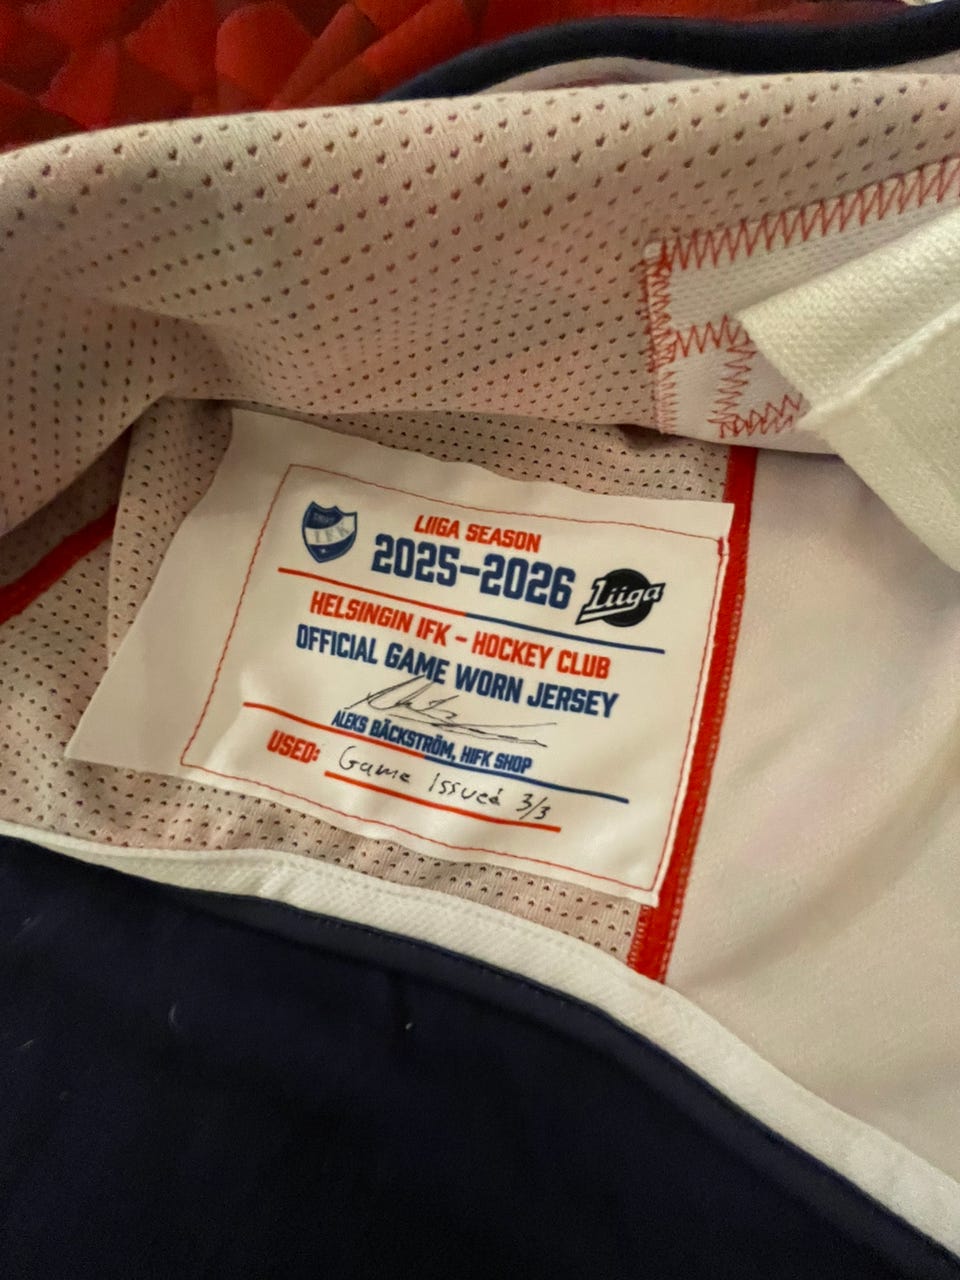 LIIGA SEASON
2025-2026
IFK
Liiga
HELSINGIN IFK - HOCKEY CLUB
OFFICIAL GAME WORN JERSEY
ALEKS BÄCKSTRÖM, HIFK SHOP
USED: Game issued 3/3